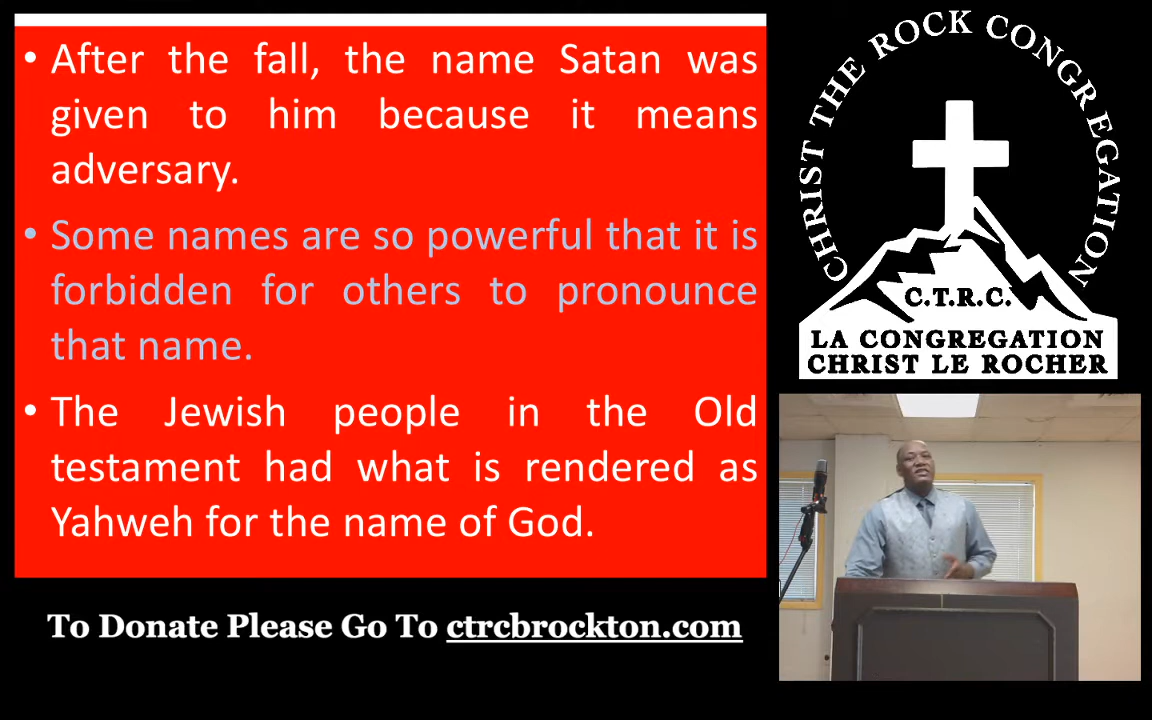 • After the fall, the name Satan was
given to him because it means
adversary.
• Some names are so powerful that it is
forbidden for others to pronounce
that name.
• The Jewish people in the Old
testament had what is rendered as
Yahweh for the name of God.
To Donate Please Go To ctrcbrockton.com
CHRIST THE ROCK CONGREGATION
C.T.R.C.
LA CONGREGATION
CHRIST LE ROCHER